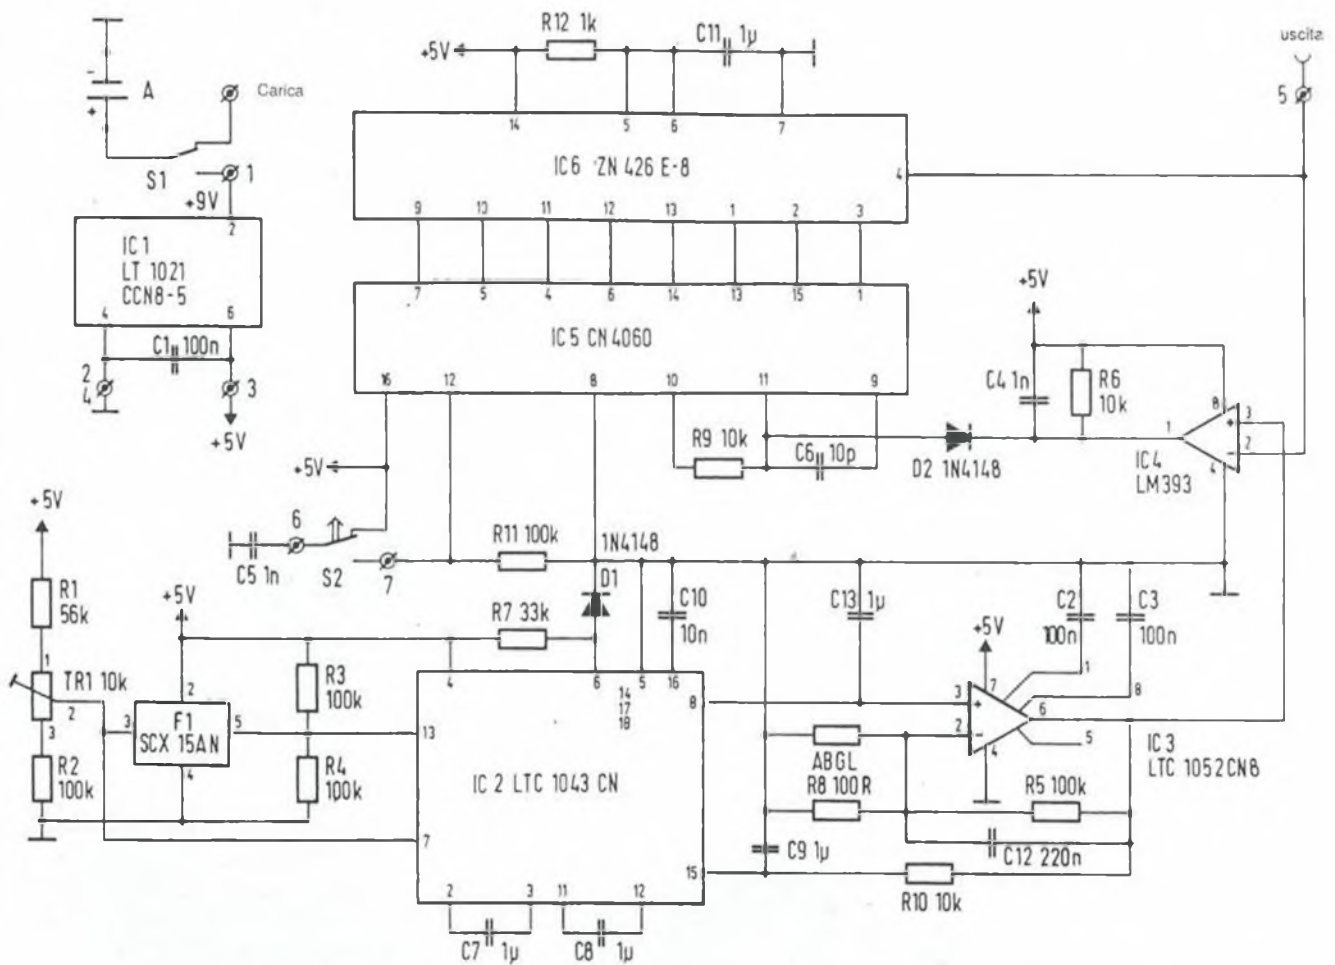 R12 1k
C11 1µ
+5V
uscita
5
- A
+
Carica
S1
1
+9V
14 5 6 7
IC6 ZN 426 E-8
4
9 10 11 12 13 1 2 3
2
IC1
LT 1021
CCN8-5
4 6
C1 100n
2
4
3
+5V
7 5 4 6 14 13 15 1
IC5 CN4060
16 12 8 10 11 9
R9 10k
C6 10p
D2 1N4148
+5V
C4 1n
R6
10k
8
1
+ 3
- 2
4
IC4
LM393
+5V
6
C5 1n
S2
7
R11 100k
1N4148
D1
R7 33k
C10
10n
C13 1µ
C2
100n
C3
100n
+5V
R1
56k
1
TR1 10k
2
3
R2
100k
+5V
2
3 F1 5
SCX 15AN
4
R3
100k
R4
100k
4 6 5 16
14
17
18
8
13
IC2 LTC 1043 CN
7
15
2 3 11 12
C7 1µ
C8 1µ
+5V
7
1
8
3 +
6
2 -
5
4
IC3
LTC 1052CN8
ABGL
R8 100R
R5 100k
C9 1µ
C12 220n
R10 10k